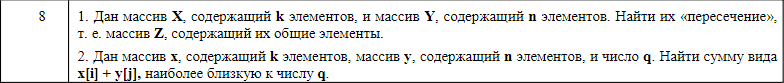 8
1. Дан массив X, содержащий k элементов, и массив Y, содержащий n элементов. Найти их «пересечение»,
т. е. массив Z, содержащий их общие элементы.
2. Дан массив x, содержащий k элементов, массив y, содержащий n элементов, и число q. Найти сумму вида
x[i] + y[j], наиболее близкую к числу q.